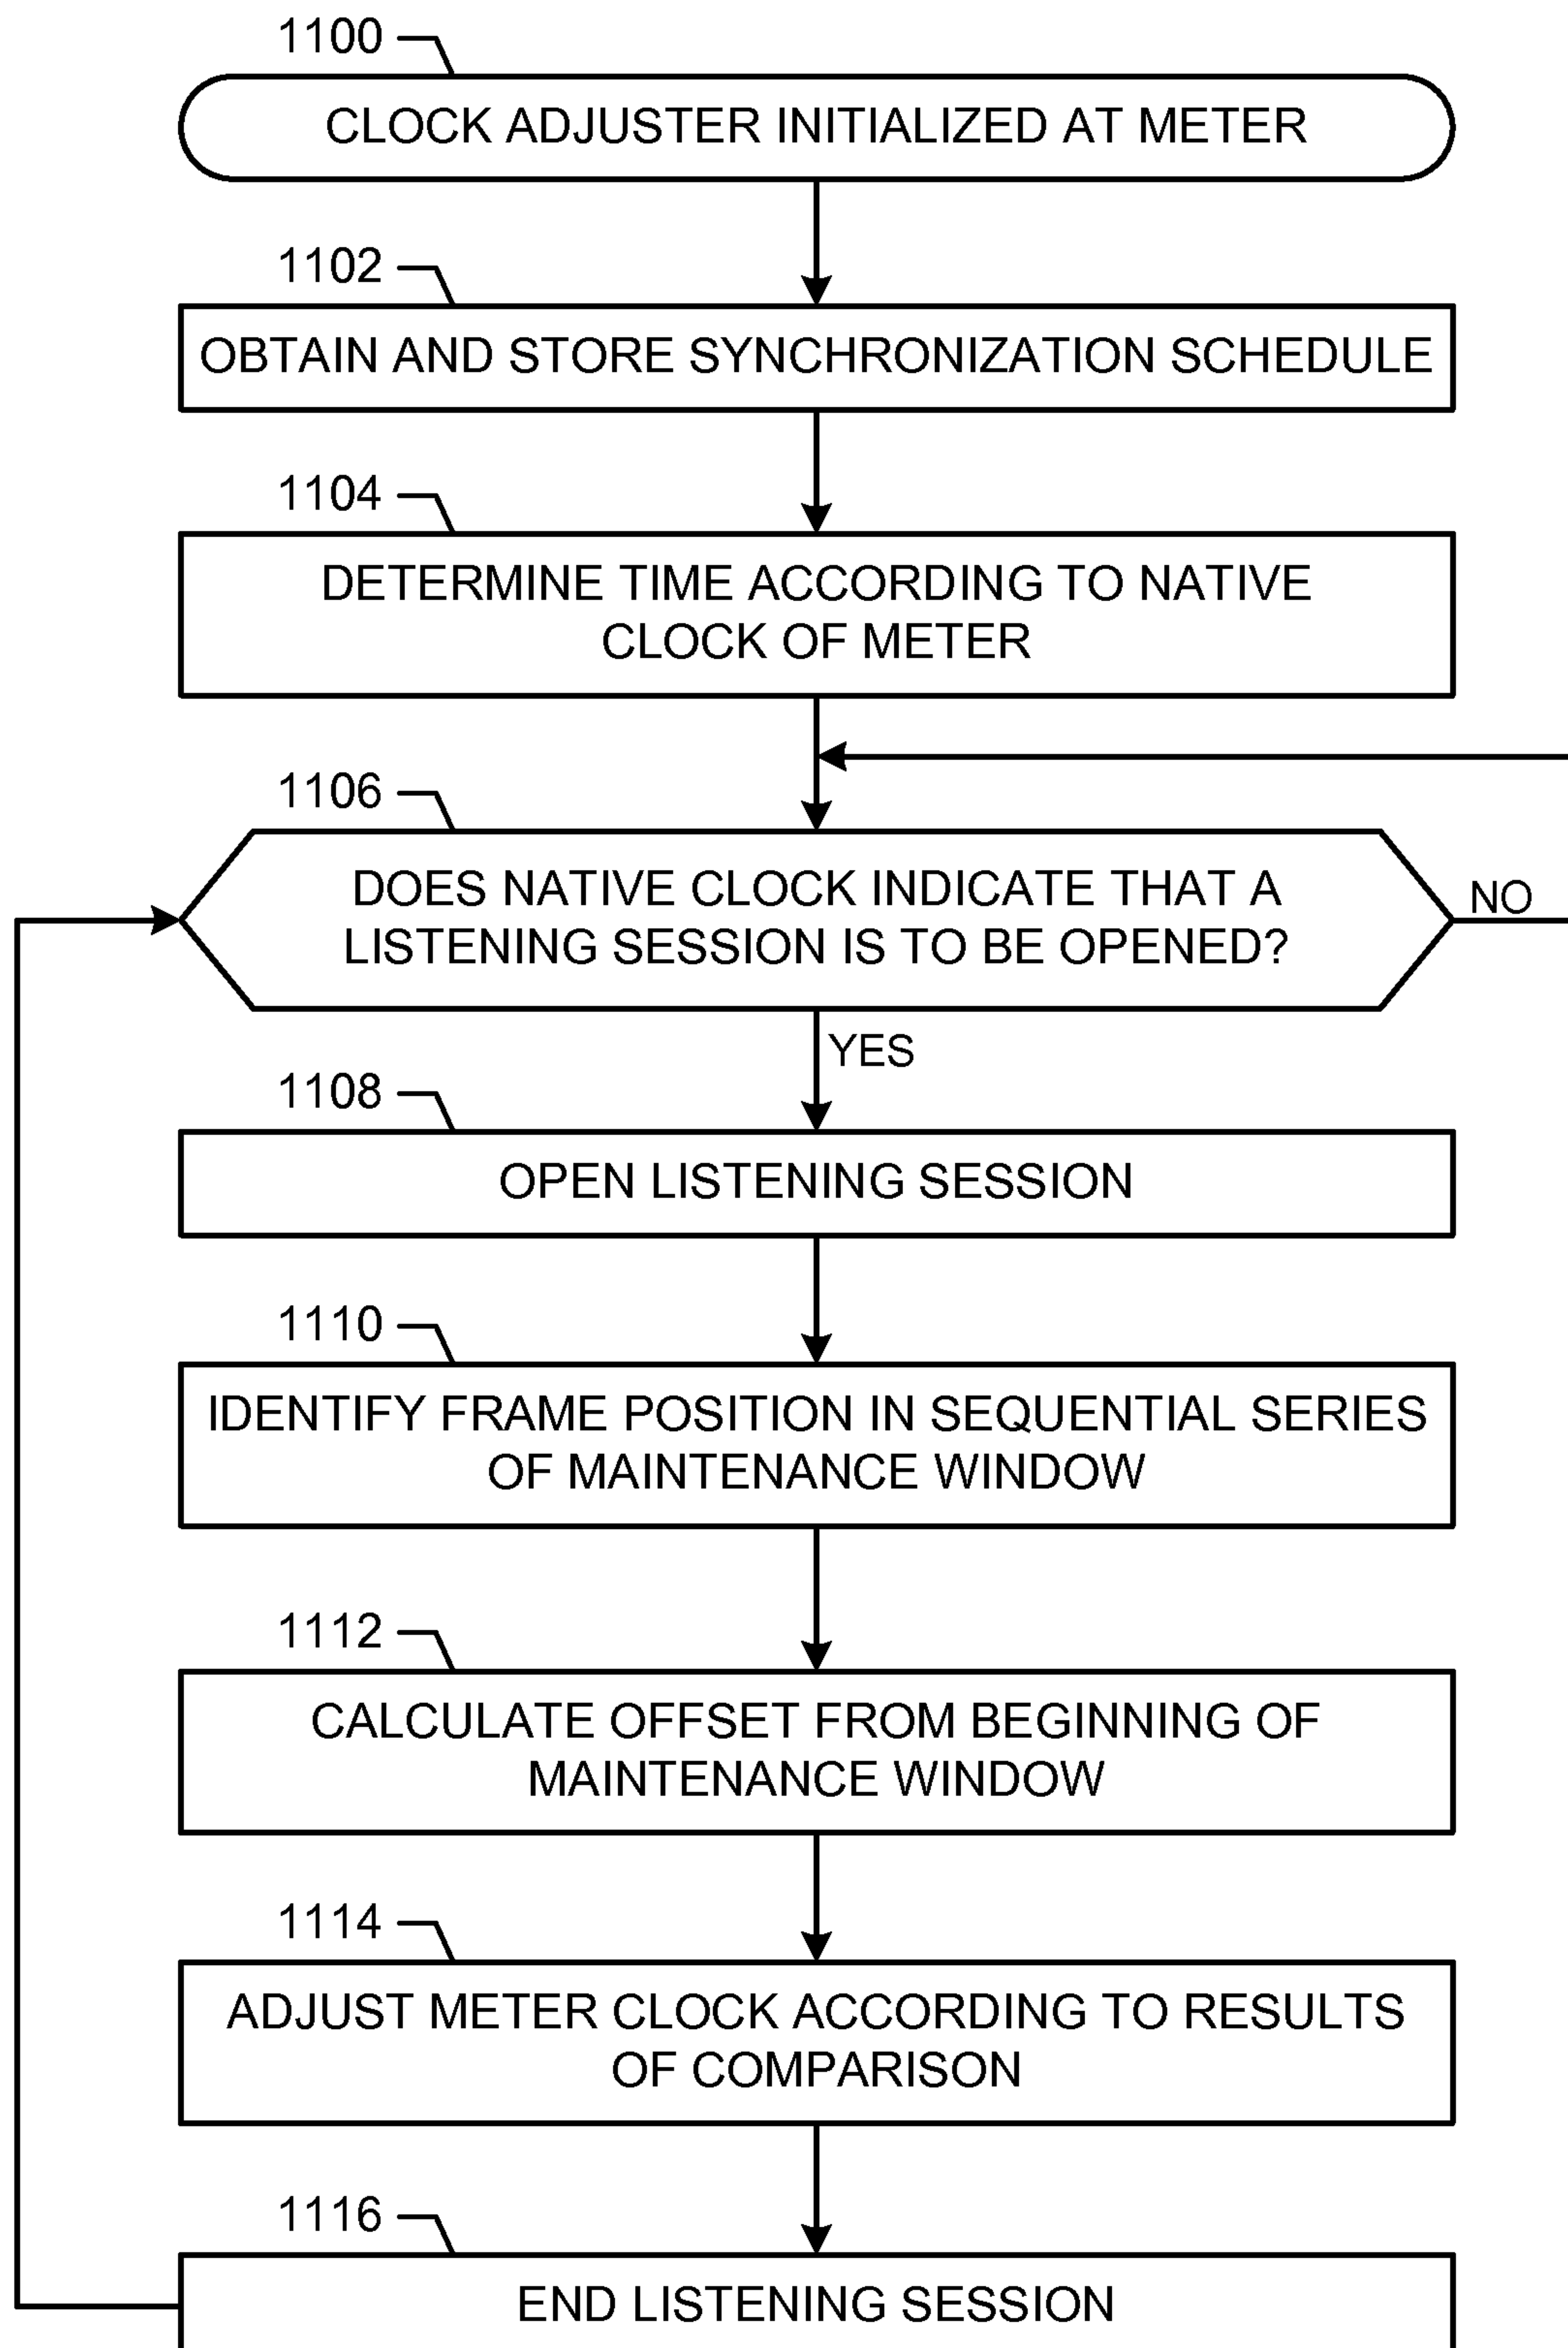 1100
CLOCK ADJUSTER INITIALIZED AT METER
1102
OBTAIN AND STORE SYNCHRONIZATION SCHEDULE
1104
DETERMINE TIME ACCORDING TO NATIVE
CLOCK OF METER
1106
DOES NATIVE CLOCK INDICATE THAT A
LISTENING SESSION IS TO BE OPENED?
NO
YES
1108
OPEN LISTENING SESSION
1110
IDENTIFY FRAME POSITION IN SEQUENTIAL SERIES
OF MAINTENANCE WINDOW
1112
CALCULATE OFFSET FROM BEGINNING OF
MAINTENANCE WINDOW
1114
ADJUST METER CLOCK ACCORDING TO RESULTS
OF COMPARISON
1116
END LISTENING SESSION